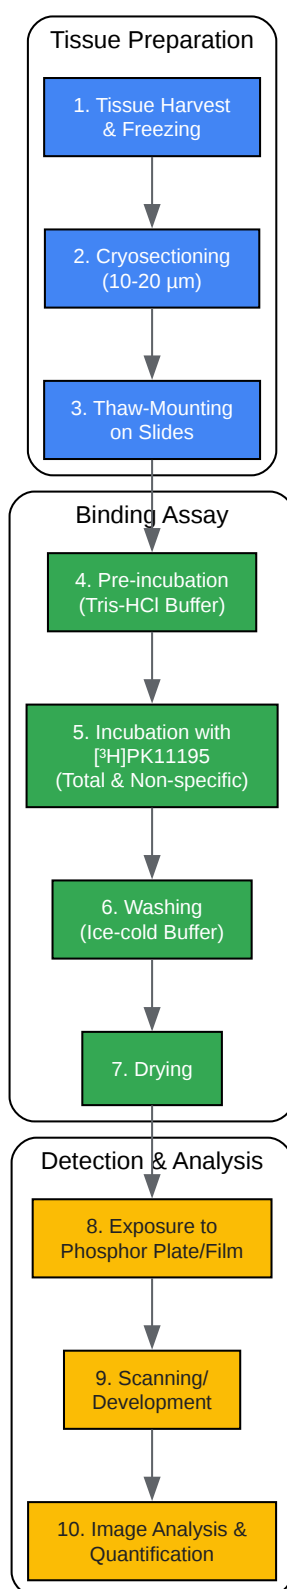 Tissue Preparation
1. Tissue Harvest
& Freezing
2. Cryosectioning
(10-20 µm)
3. Thaw-Mounting
on Slides
Binding Assay
4. Pre-incubation
(Tris-HCl Buffer)
5. Incubation with
[³H]PK11195
(Total & Non-specific)
6. Washing
(Ice-cold Buffer)
7. Drying
Detection & Analysis
8. Exposure to
Phosphor Plate/Film
9. Scanning/
Development
10. Image Analysis &
Quantification